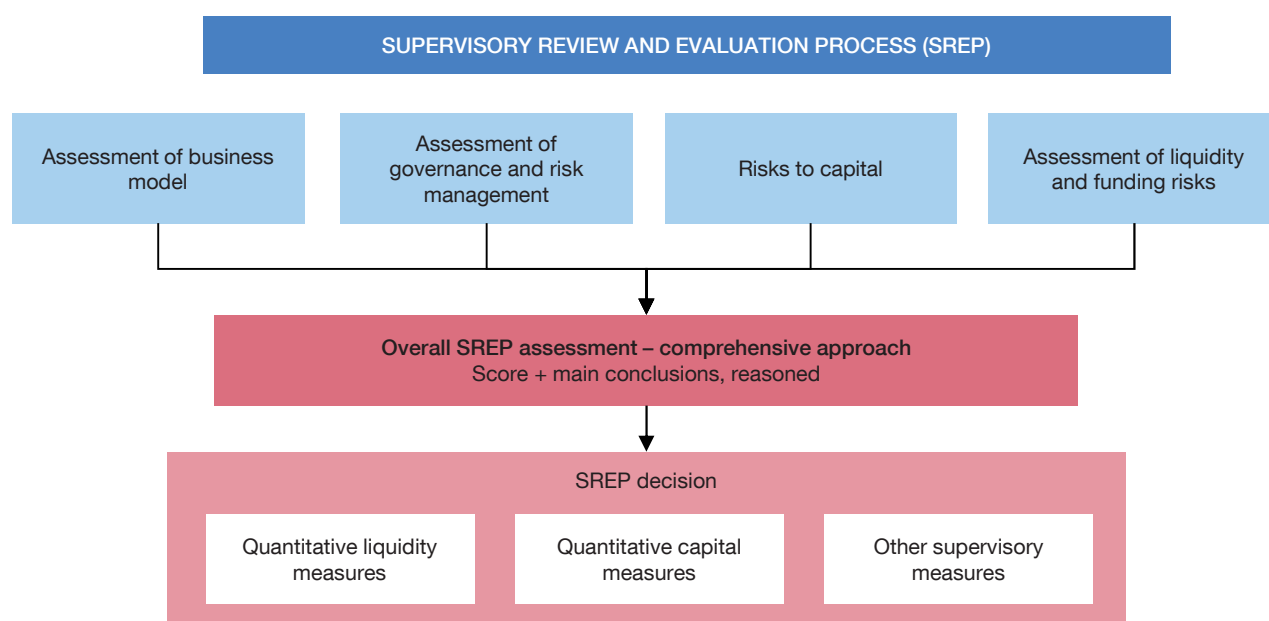 SUPERVISORY REVIEW AND EVALUATION PROCESS (SREP)
Assessment of business
model
Assessment of
governance and risk
management
Risks to capital
Assessment of liquidity
and funding risks
Overall SREP assessment – comprehensive approach
Score + main conclusions, reasoned
SREP decision
Quantitative liquidity
measures
Quantitative capital
measures
Other supervisory
measures